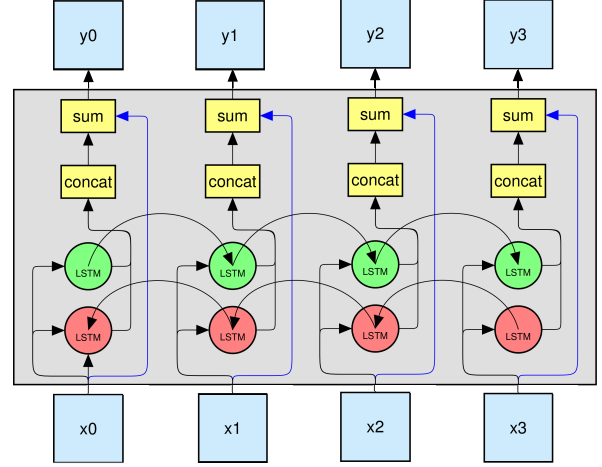 y0 y1 y2 y3
sum sum sum sum
concat concat concat concat
LSTM LSTM LSTM LSTM
LSTM LSTM LSTM LSTM
x0 x1 x2 x3